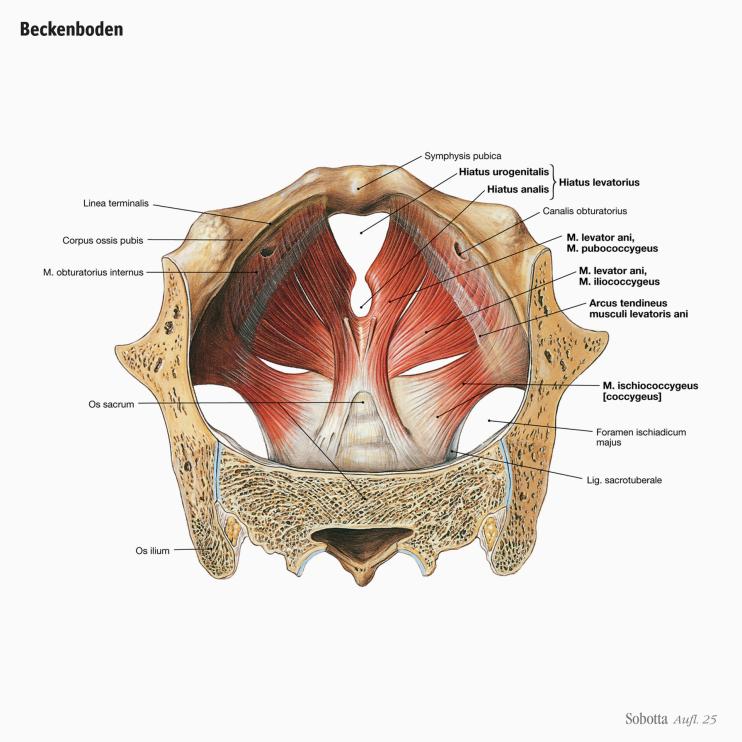 Beckenboden
Symphysis pubica
Hiatus urogenitalis
Hiatus analis
Hiatus levatorius
Linea terminalis
Canalis obturatorius
Corpus ossis pubis
M. levator ani,
M. pubococcygeus
M. obturatorius internus
M. levator ani,
M. iliococcygeus
Arcus tendineus
musculi levatoris ani
M. ischiococcygeus
[coccygeus]
Os sacrum
Foramen ischiadicum
majus
Lig. sacrotuberale
Os ilium
Sobotta Aufl. 25